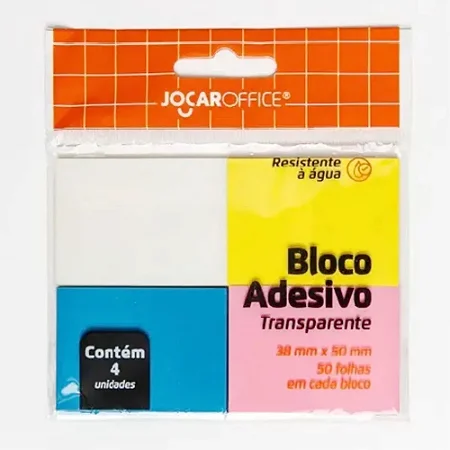 JOCAROFFICE®
Resistente
à água
Bloco
Adesivo
Transparente
38 mm x 50 mm
50 folhas
em cada bloco
Contém
4
unidades